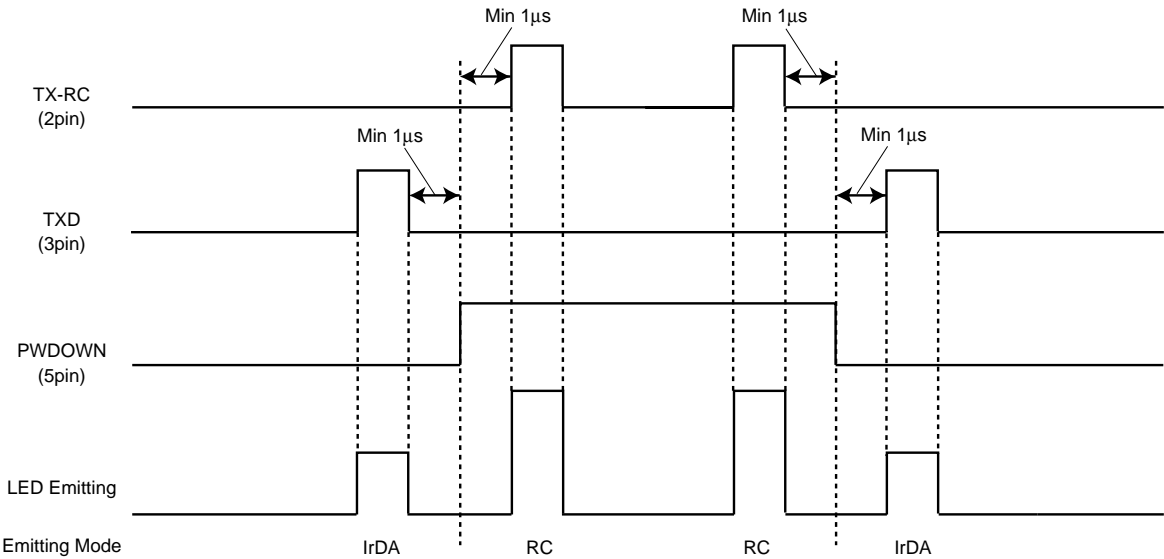 Min 1μs
Min 1μs
TX-RC
(2pin)
Min 1μs
Min 1μs
TXD
(3pin)
PWDOWN
(5pin)
LED Emitting
Emitting Mode
IrDA
RC
RC
IrDA